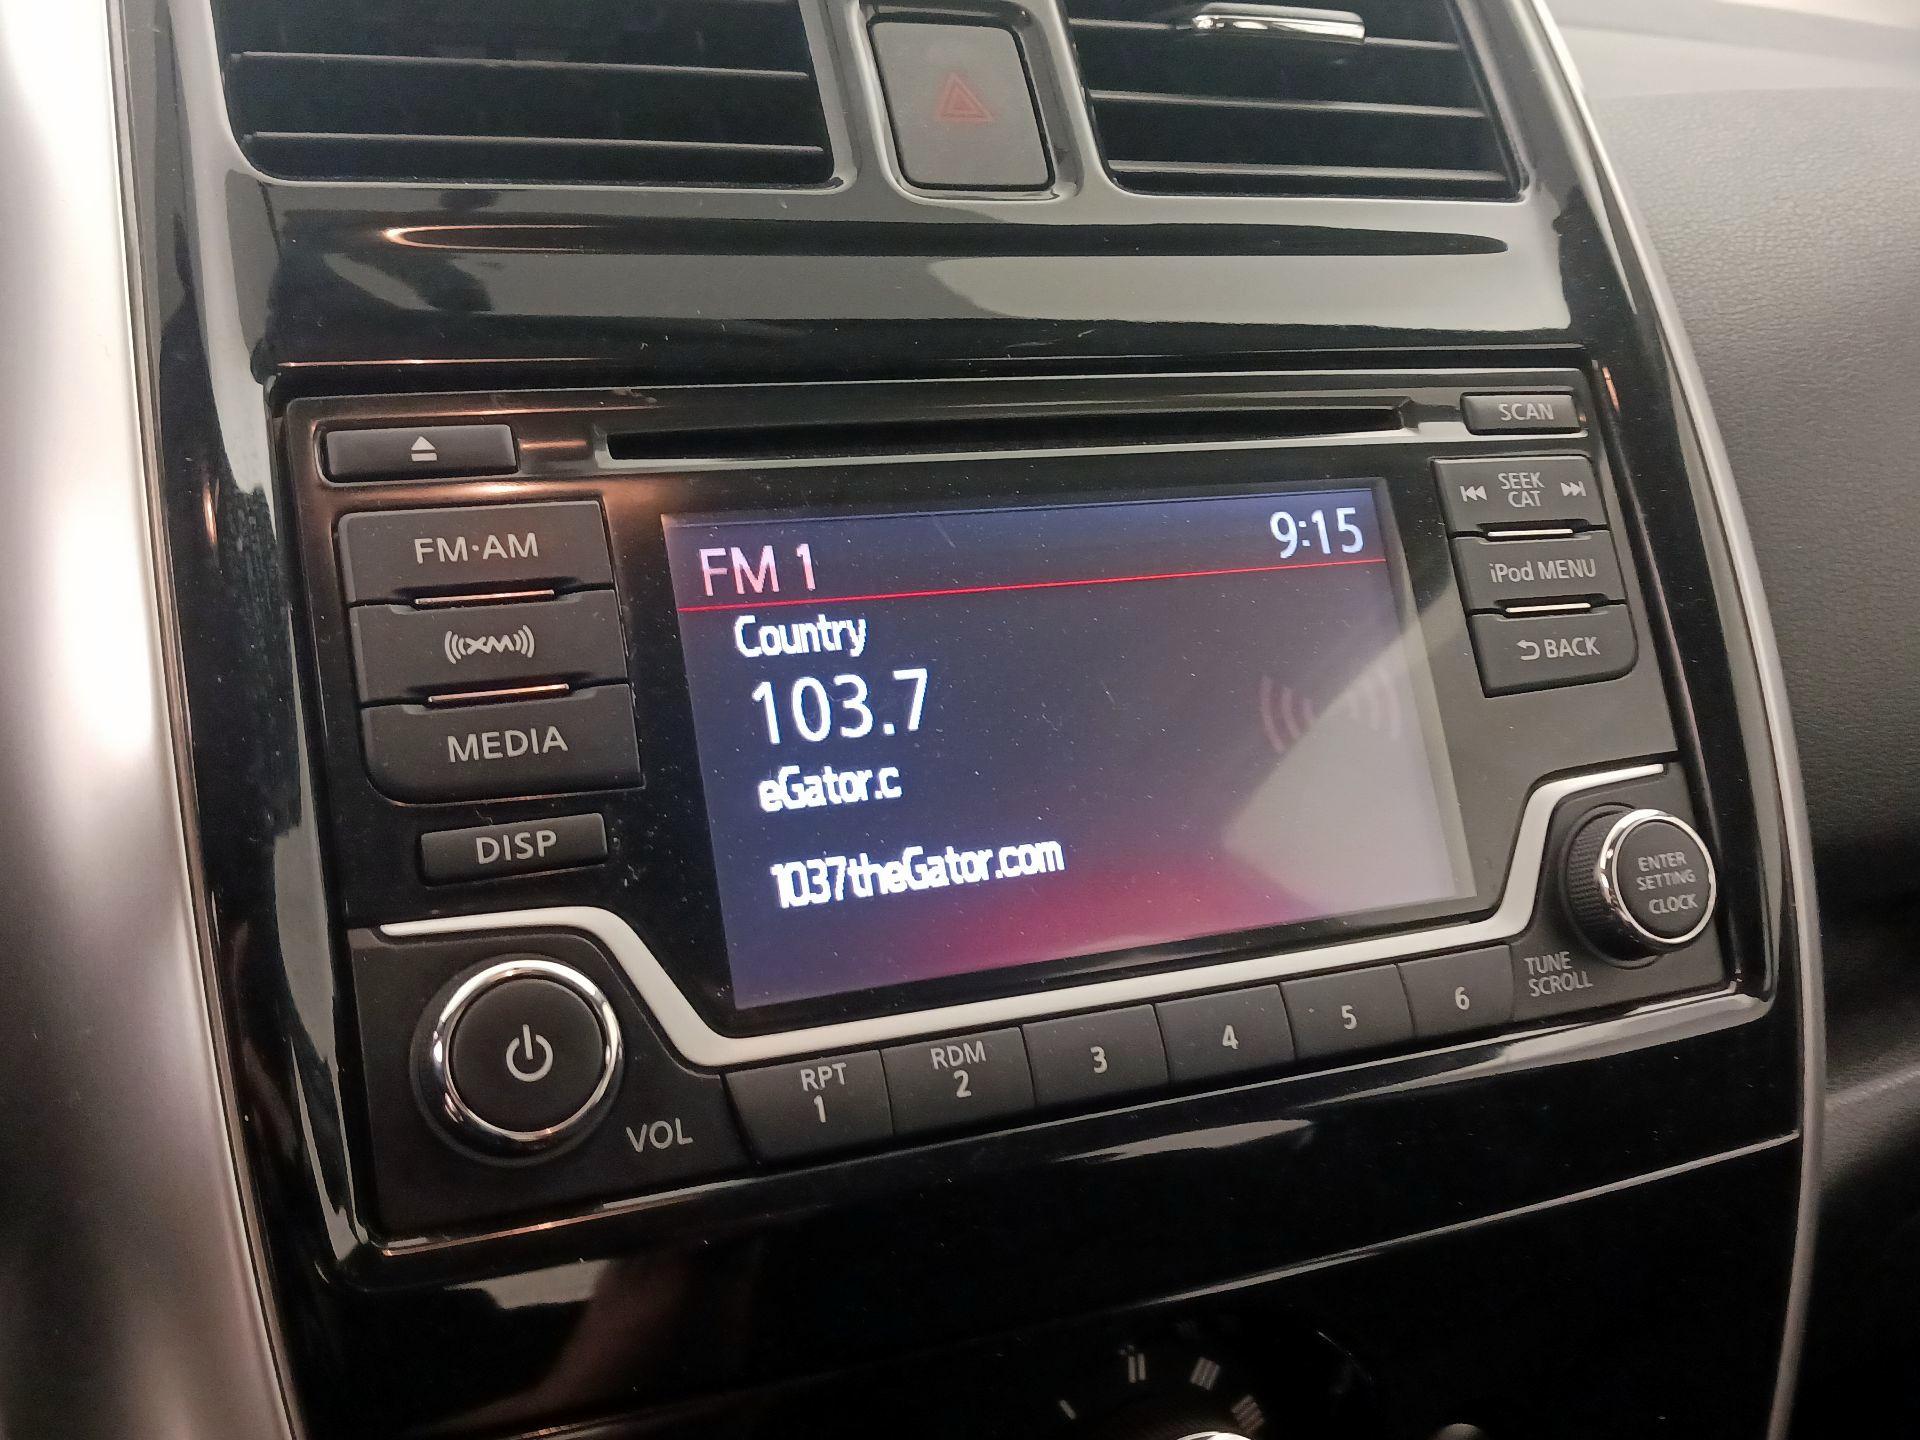 SCAN
FM·AM
XM
MEDIA
DISP
FM 1
9:15
Country
103.7
eGator.c
1037theGator.com
SEEK
CAT
iPod MENU
BACK
ENTER
SETTING
CLOCK
TUNE
SCROLL
VOL
RPT
1
RDM
2
3
4
5
6